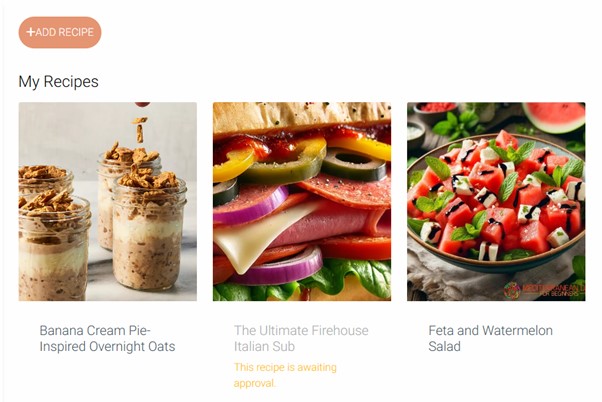 +ADD RECIPE
My Recipes
MEDITERRANEAN
FOR BEGINNERS
Banana Cream Pie-
Inspired Overnight Oats
The Ultimate Firehouse
Italian Sub
This recipe is awaiting
approval.
Feta and Watermelon
Salad